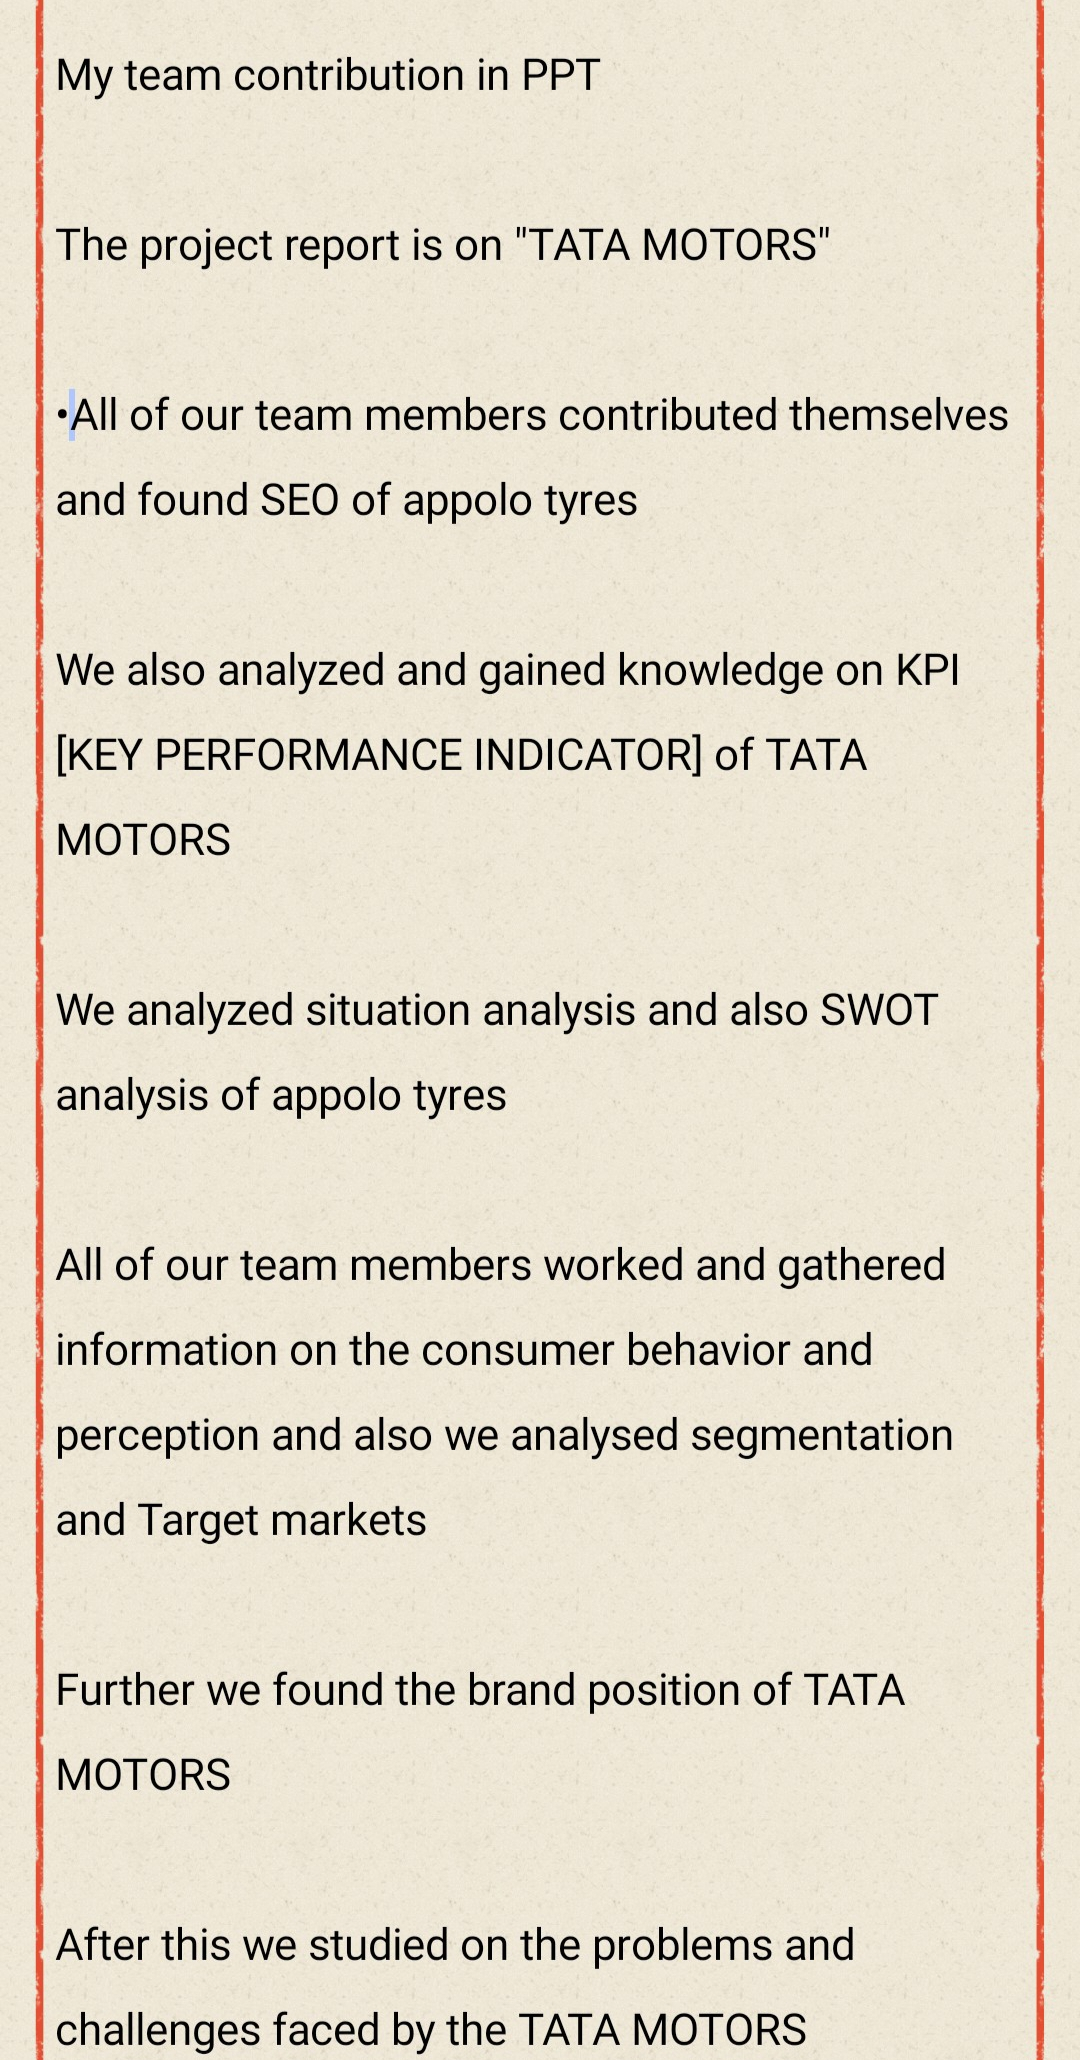 My team contribution in PPT
The project report is on "TATA MOTORS"
•All of our team members contributed themselves
and found SEO of appolo tyres
We also analyzed and gained knowledge on KPI
[KEY PERFORMANCE INDICATOR] of TATA
MOTORS
We analyzed situation analysis and also SWOT
analysis of appolo tyres
All of our team members worked and gathered
information on the consumer behavior and
perception and also we analysed segmentation
and Target markets
Further we found the brand position of TATA
MOTORS
After this we studied on the problems and
challenges faced by the TATA MOTORS